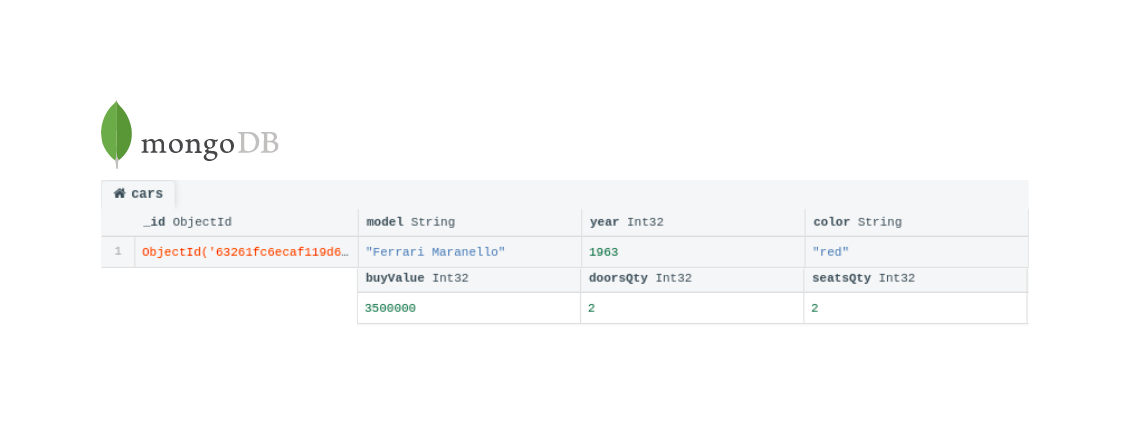 mongoDB
cars
_id ObjectId model String year Int32 color String
1 ObjectId('63261fc6ecaf119d6… "Ferrari Maranello" 1963 "red"
buyValue Int32 doorsQty Int32 seatsQty Int32
3500000 2 2